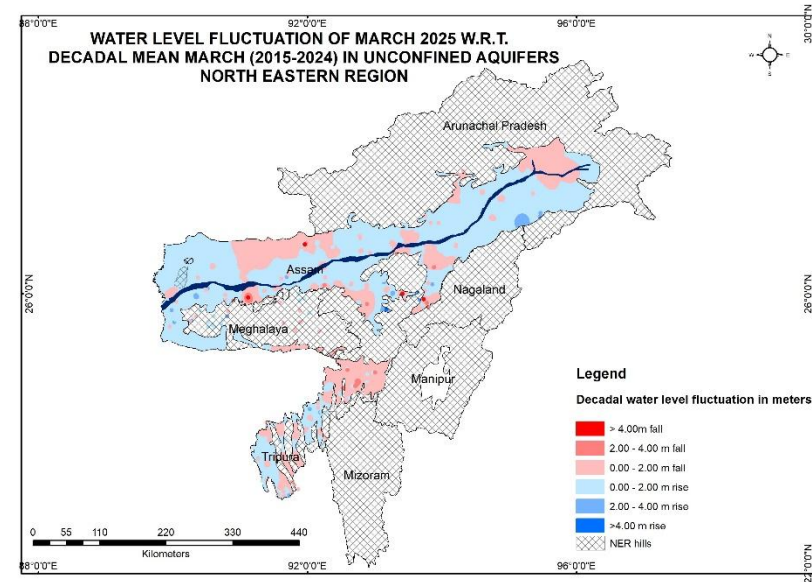 88°0'0"E
92°0'0"E
96°0'0"E
30°0'0"N
WATER LEVEL FLUCTUATION OF MARCH 2025 W.R.T.
DECADAL MEAN MARCH (2015-2024) IN UNCONFINED AQUIFERS
NORTH EASTERN REGION
N
W
E
S
Arunachal Pradesh
Assam
26°0'0"N
26°0'0"N
Nagaland
Meghalaya
Manipur
Tripura
Mizoram
Legend
Decadal water level fluctuation in meters
> 4.00m fall
2.00 - 4.00 m fall
0.00 - 2.00 m fall
0.00 - 2.00 m rise
2.00 - 4.00 m rise
>4.00 m rise
NER hills
0 55 110 220 330 440
Kilometers
88°0'0"E
92°0'0"E
96°0'0"E
22°0'0"N